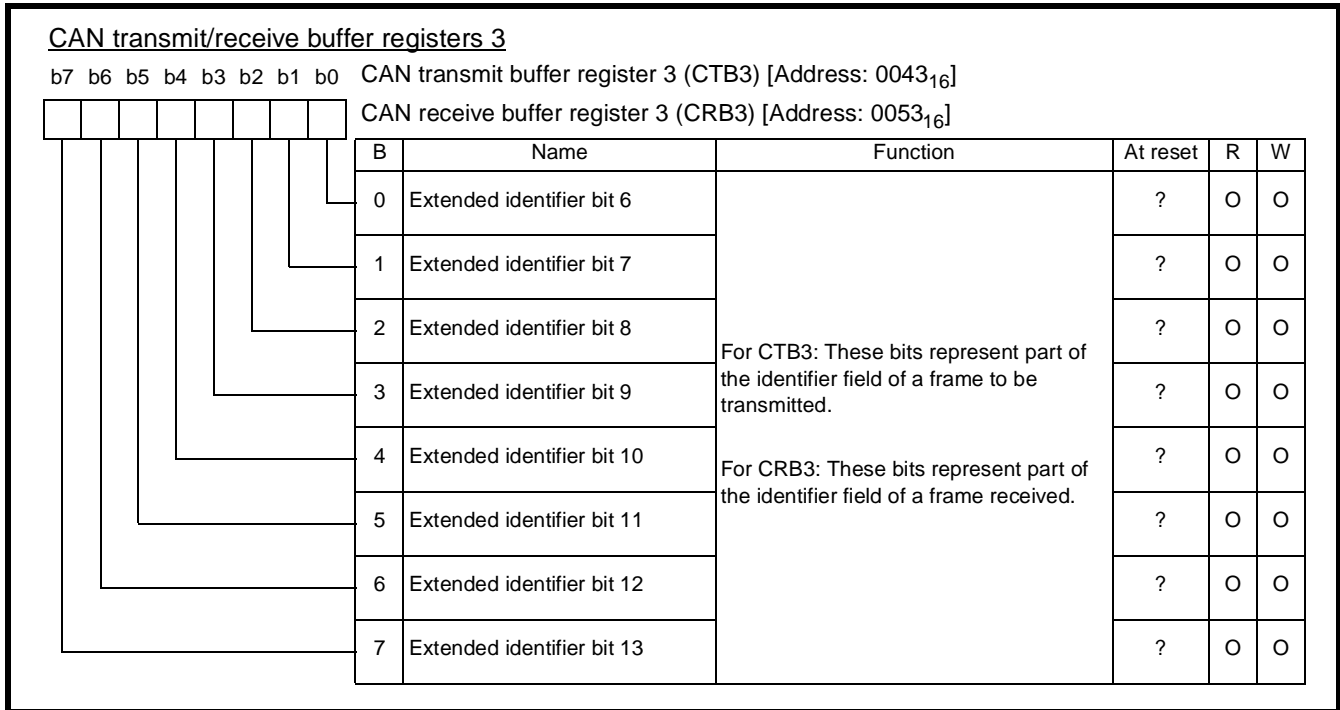 CAN transmit/receive buffer registers 3
b7 b6 b5 b4 b3 b2 b1 b0 CAN transmit buffer register 3 (CTB3) [Address: 0043₁₆]
CAN receive buffer register 3 (CRB3) [Address: 0053₁₆]
B Name Function At reset R W
0 Extended identifier bit 6 ? O O
1 Extended identifier bit 7 ? O O
2 Extended identifier bit 8 ? O O
For CTB3: These bits represent part of
the identifier field of a frame to be
transmitted.
3 Extended identifier bit 9 ? O O
4 Extended identifier bit 10 ? O O
For CRB3: These bits represent part of
the identifier field of a frame received.
5 Extended identifier bit 11 ? O O
6 Extended identifier bit 12 ? O O
7 Extended identifier bit 13 ? O O